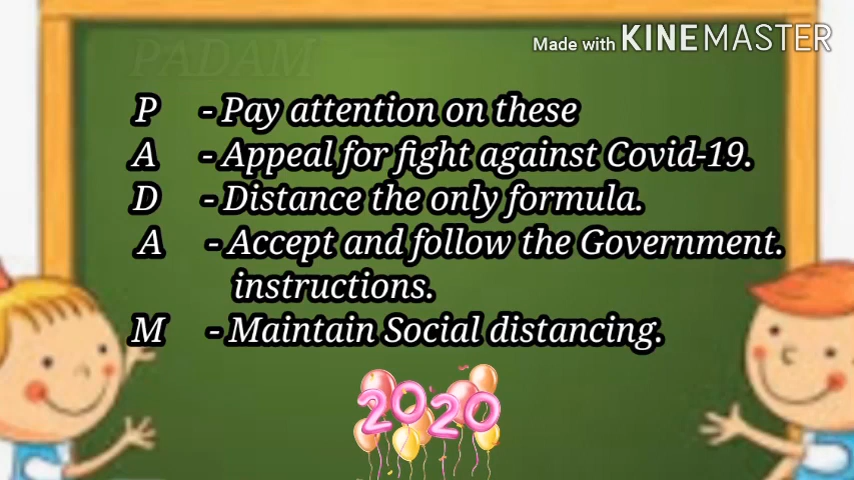 Made with KINEMASTER
PADAM
P - Pay attention on these
A - Appeal for fight against Covid-19.
D - Distance the only formula.
A - Accept and follow the Government.
instructions.
M - Maintain Social distancing.
2020